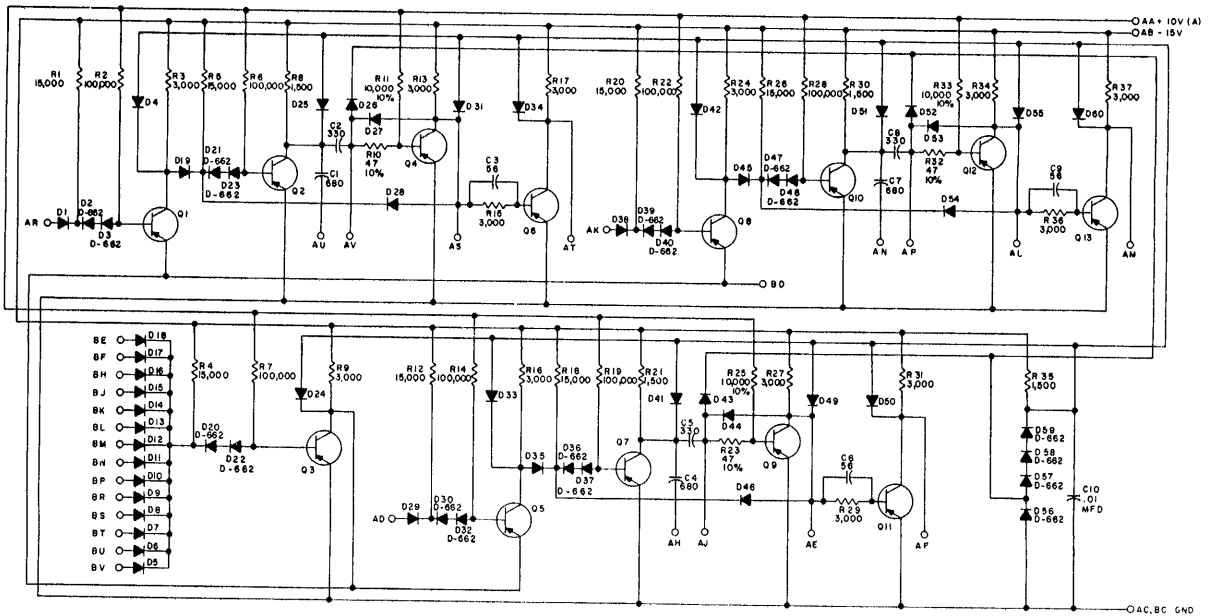 AA + 10V (A)
AB - 15V
R1
15,000
R2
100,000
R3
3,000
R5
15,000
R6
100,000
R8
1,500
D25
D26
R11
10,000
10%
R13
3,000
D31
D34
R17
3,000
R20
15,000
R22
100,000
D42
R24
3,000
R26
15,000
R28
100,000
R30
1,500
D51
D52
R33
10,000
10%
R34
3,000
D55
D60
R37
3,000
D4
C2
330
D27
R10
47
10%
Q4
C8
330
D53
R32
47
10%
Q12
D19
D21
D-662
D23
D-662
Q2
C1
680
D28
C3
56
R15
3,000
Q6
D45
D47
D-662
D48
D-662
Q10
C7
680
D54
C9
56
R36
3,000
Q13
AR
D1
D2
D-662
D3
D-662
Q1
AU
AV
AS
AT
AK
D38
D39
D-662
D40
D-662
Q8
AN
AP
AL
AM
BD
BE
D18
BF
D17
BH
D16
BJ
D15
BK
D14
BL
D13
BM
D12
BN
D11
BP
D10
BR
D9
BS
D8
BT
D7
BU
D6
BV
D5
R4
15,000
R7
100,000
R9
3,000
D24
D20
D-662
D22
D-662
Q3
R12
15,000
R14
100,000
D33
R16
3,000
R18
15,000
R19
100,000
R21
1,500
D41
D43
R25
10,000
10%
R27
3,000
D49
D50
R31
3,000
R35
1,500
C5
330
D44
R23
47
10%
Q9
D35
D36
D-662
D37
D-662
Q7
C4
680
D46
C6
56
R29
3,000
Q11
AD
D29
D30
D-662
D32
D-662
Q5
AH
AJ
AE
AF
D59
D-662
D58
D-662
D57
D-662
D56
D-662
C10
.01
MFD
AC, BC GND